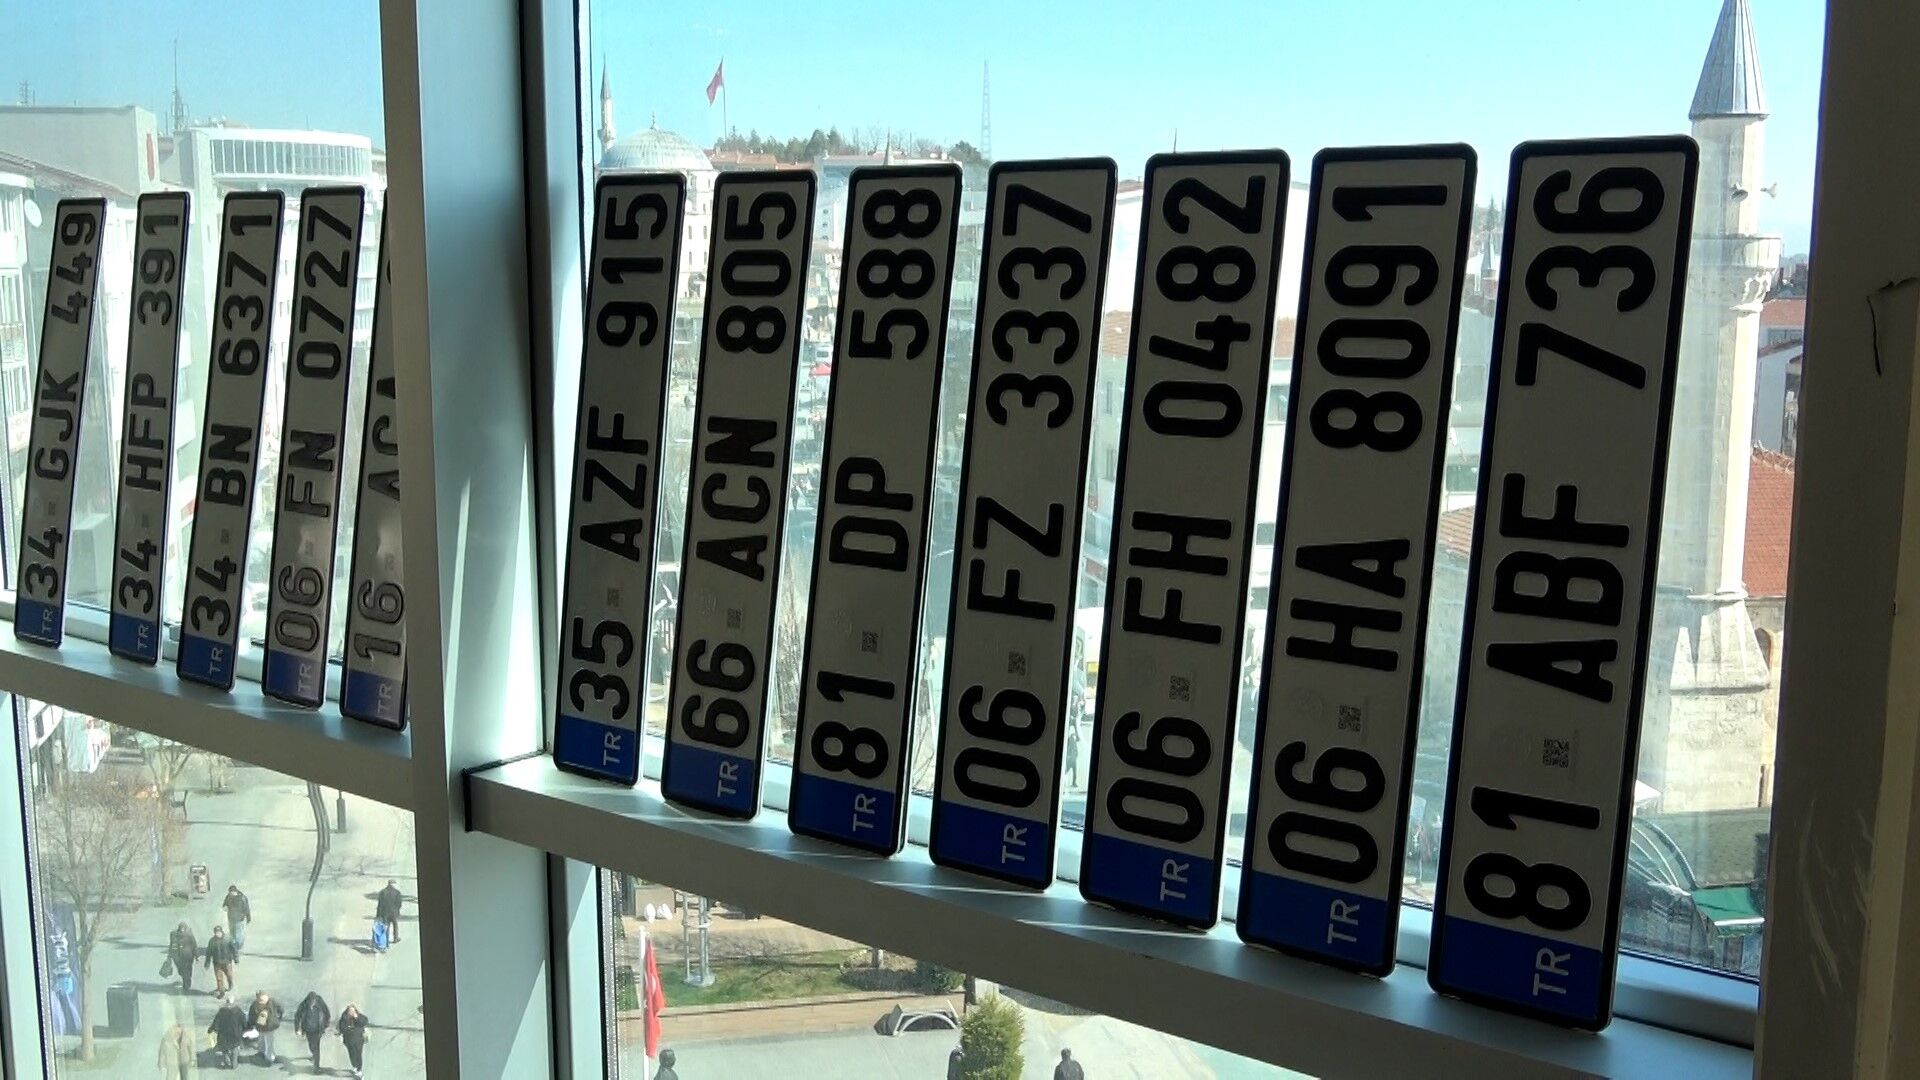 TR 34 GJK 449
TR 34 HFP 391
TR 34 BN 6371
TR 06 FN 0727
TR 16
TR 35 AZF 915
TR 66 ACN 805
TR 81 DP 588
TR 06 FZ 3337
TR 06 FH 0482
TR 06 HA 8091
TR 81 ABF 736